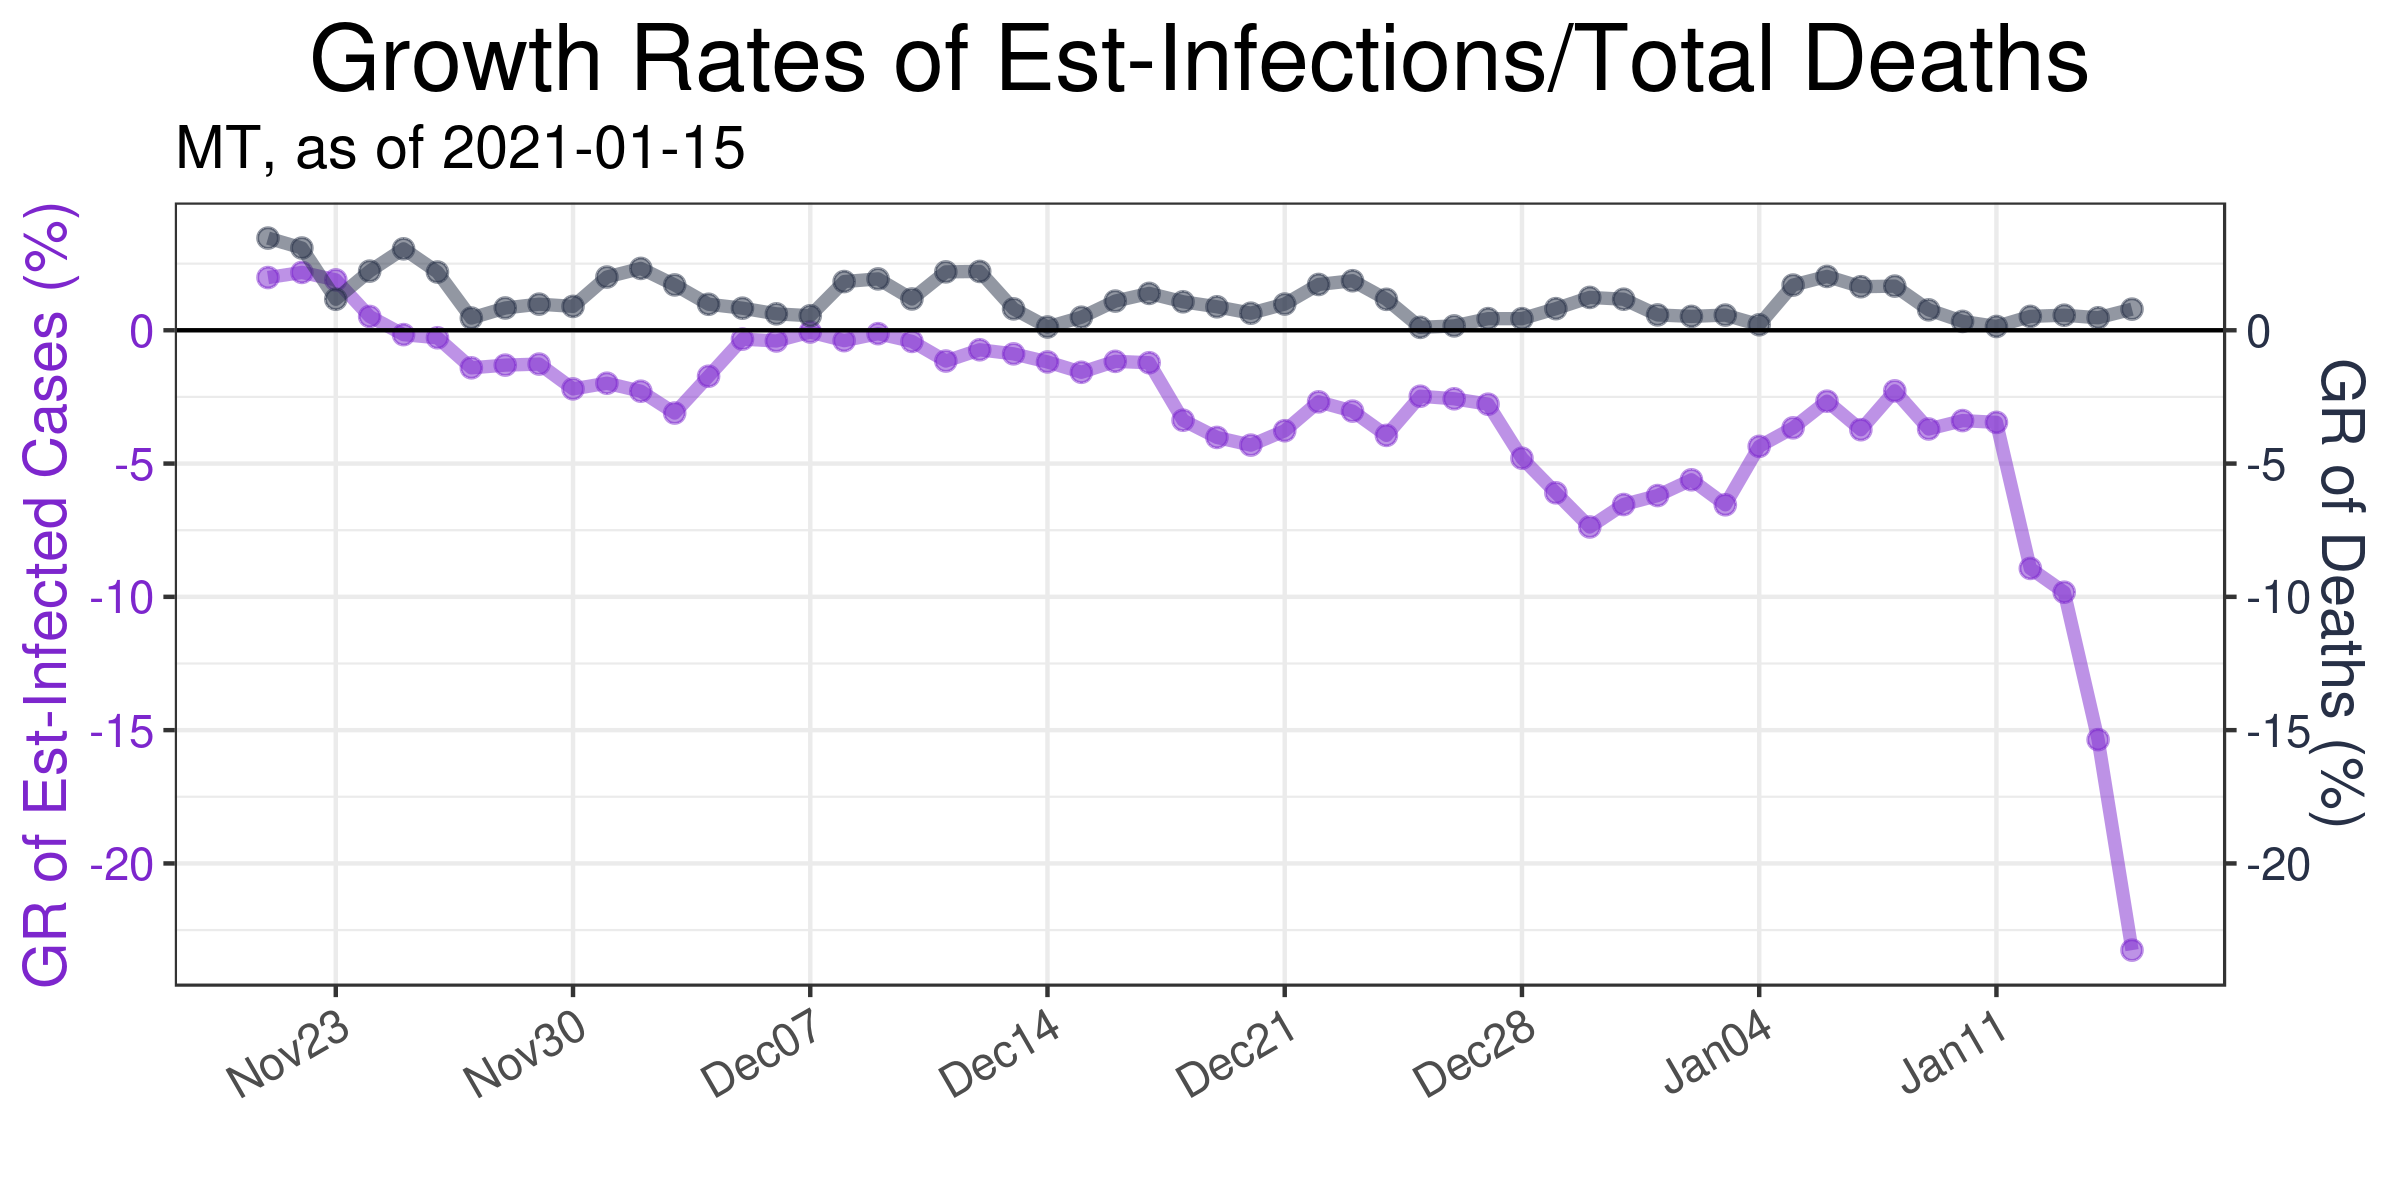 Growth Rates of Est-Infections/Total Deaths
MT, as of 2021-01-15
GR of Est-Infected Cases (%)
0
-5
-10
-15
-20
0
-5
-10
-15
-20
GR of Deaths (%)
Nov23
Nov30
Dec07
Dec14
Dec21
Dec28
Jan04
Jan11